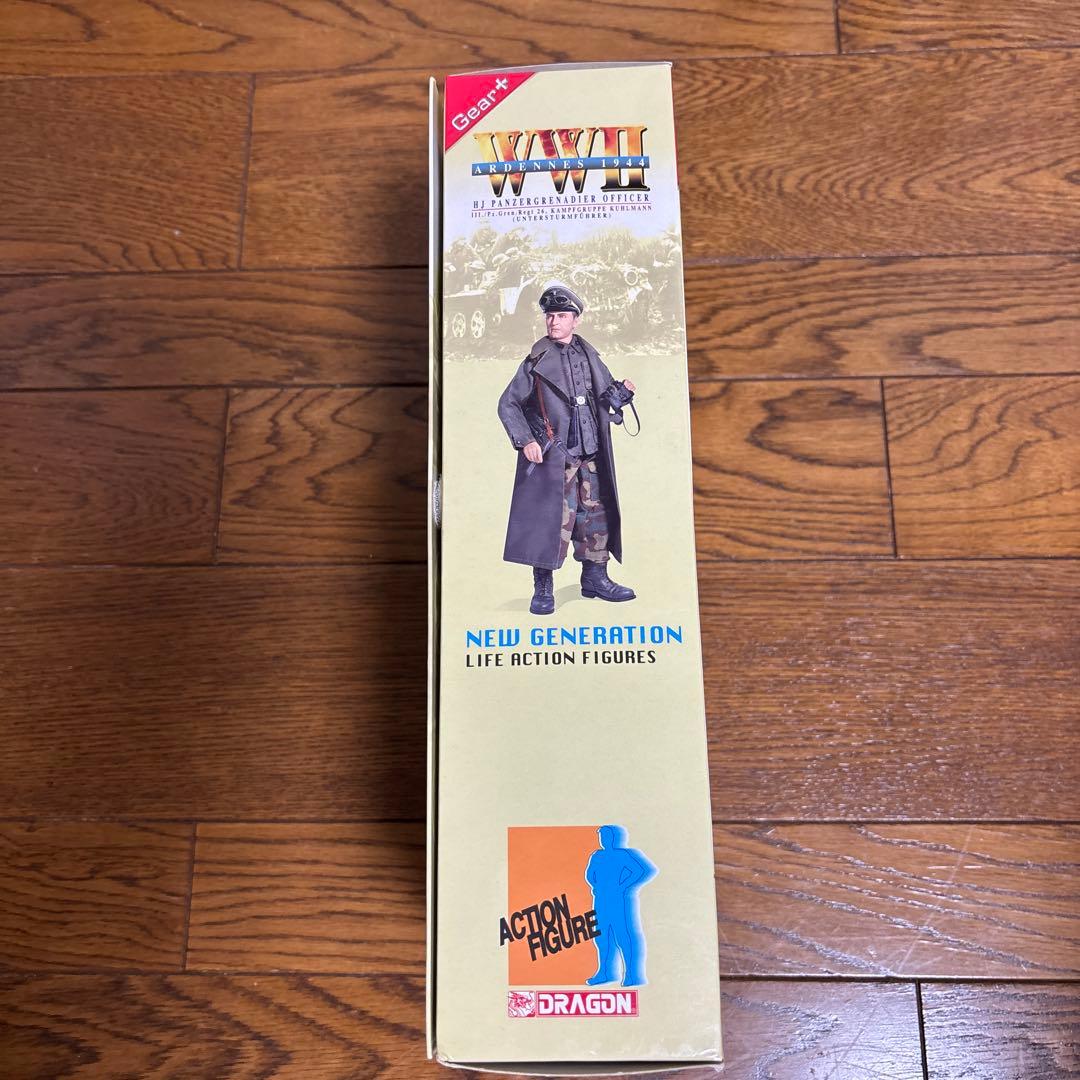 Gear+
WWII
ARDENNES 1944
HJ PANZERGRENADIER OFFICER
III./Pz.Gren.Regt 26, KAMPFGRUPPE KUHLMANN
(UNTERSTURMFÜHRER)
NEW GENERATION
LIFE ACTION FIGURES
ACTION
FIGURE
DRAGON